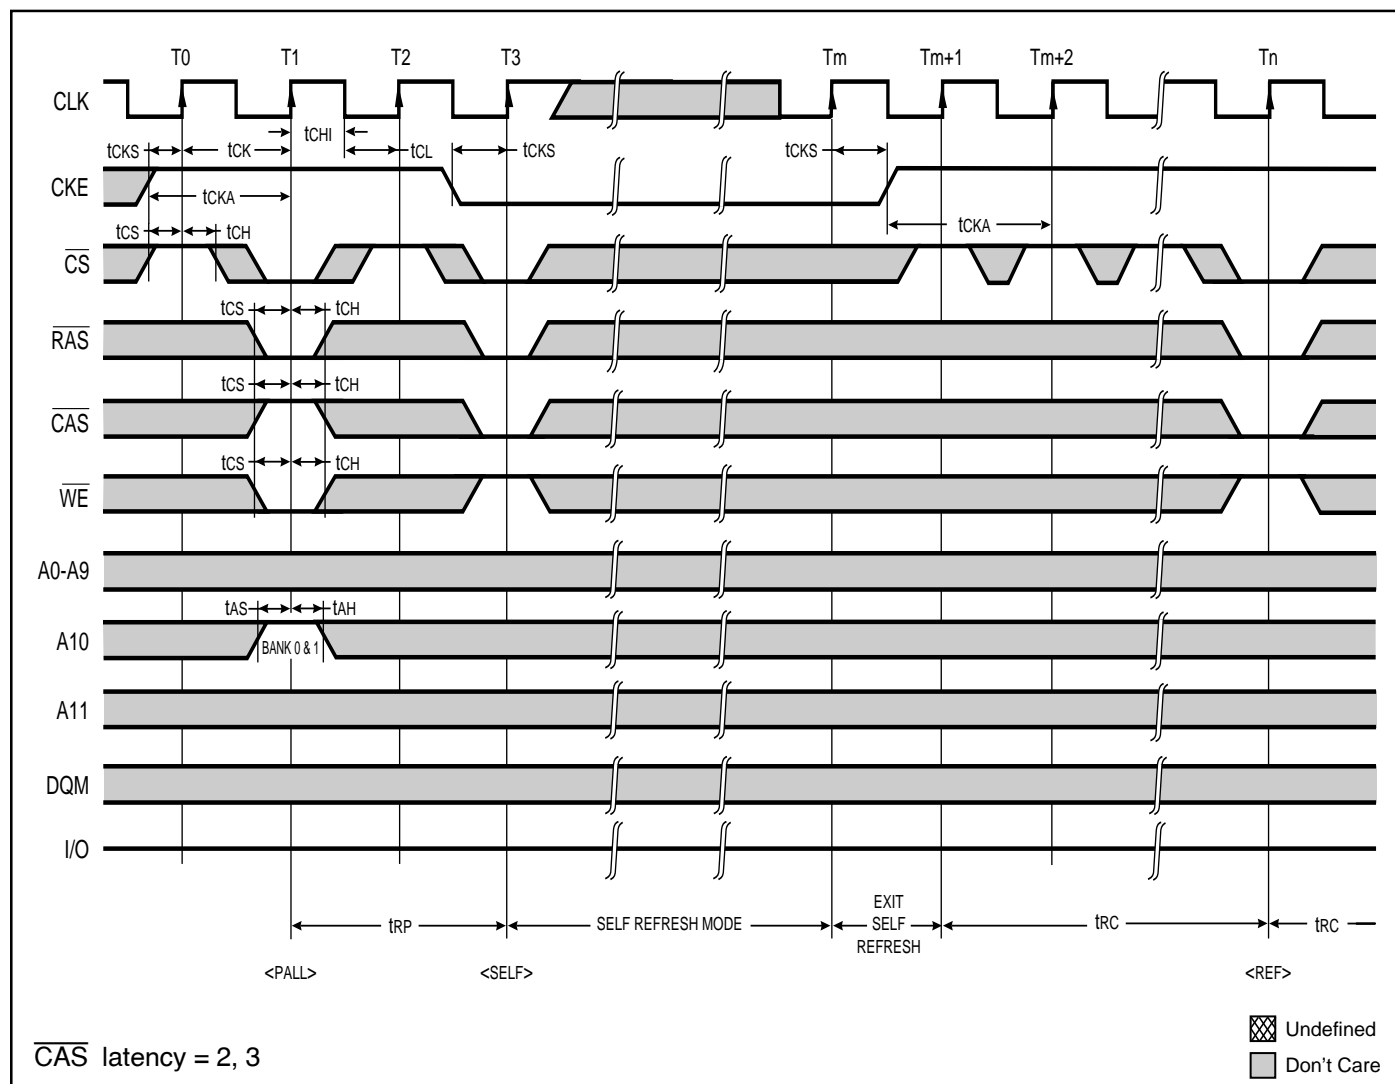 T0 T1 T2 T3 Tm Tm+1 Tm+2 Tn
CLK
tCHI
tCKS tCK tCL tCKS tCKS
CKE
tCKA tCKA
tCS tCH
CS
tCS tCH
RAS
tCS tCH
CAS
tCS tCH
WE
A0-A9
tAS tAH
A10 BANK 0 & 1
A11
DQM
I/O
tRP SELF REFRESH MODE EXIT SELF REFRESH tRC tRC
<PALL> <SELF> <REF>
Undefined
CAS latency = 2, 3
Don't Care